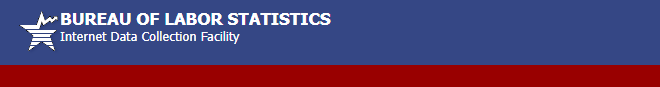 BUREAU OF LABOR STATISTICS
Internet Data Collection Facility